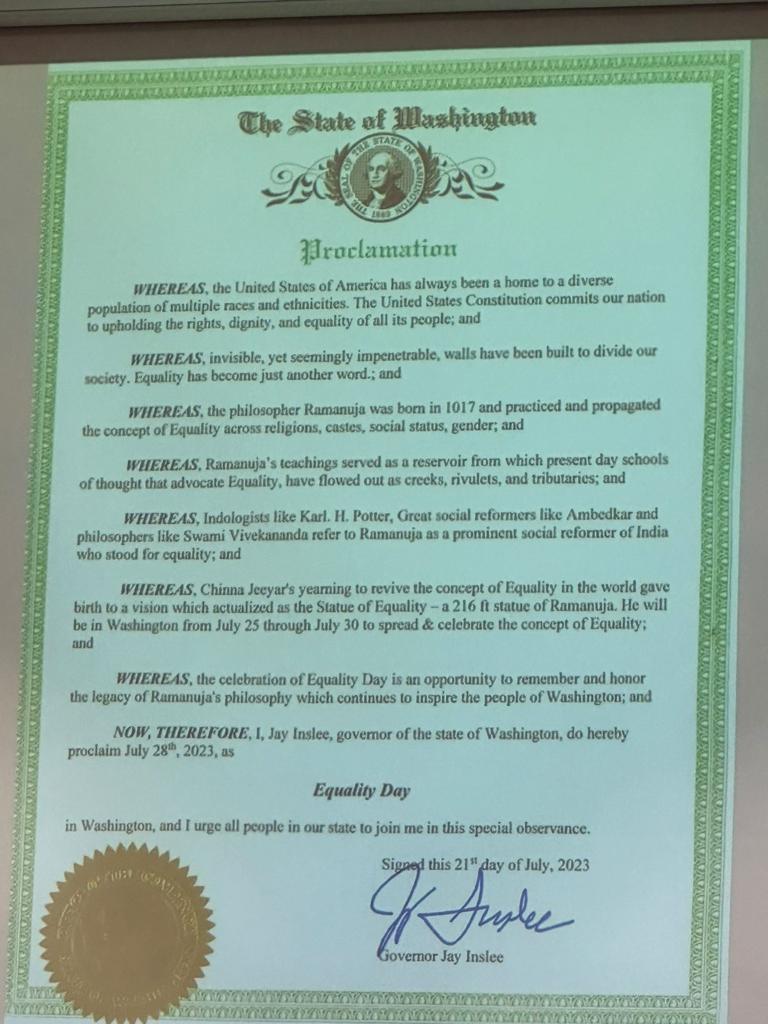 The State of Washington
THE SEAL OF THE STATE OF WASHINGTON
1889
Proclamation
WHEREAS, the United States of America has always been a home to a diverse
population of multiple races and ethnicities. The United States Constitution commits our nation
to upholding the rights, dignity, and equality of all its people; and
WHEREAS, invisible, yet seemingly impenetrable, walls have been built to divide our
society. Equality has become just another word.; and
WHEREAS, the philosopher Ramanuja was born in 1017 and practiced and propagated
the concept of Equality across religions, castes, social status, gender; and
WHEREAS, Ramanuja's teachings served as a reservoir from which present day schools
of thought that advocate Equality, have flowed out as creeks, rivulets, and tributaries; and
WHEREAS, Indologists like Karl. H. Potter, Great social reformers like Ambedkar and
philosophers like Swami Vivekananda refer to Ramanuja as a prominent social reformer of India
who stood for equality; and
WHEREAS, Chinna Jeeyar's yearning to revive the concept of Equality in the world gave
birth to a vision which actualized as the Statue of Equality – a 216 ft statue of Ramanuja. He will
be in Washington from July 25 through July 30 to spread & celebrate the concept of Equality;
and
WHEREAS, the celebration of Equality Day is an opportunity to remember and honor
the legacy of Ramanuja's philosophy which continues to inspire the people of Washington; and
NOW, THEREFORE, I, Jay Inslee, governor of the state of Washington, do hereby
proclaim July 28th, 2023, as
Equality Day
in Washington, and I urge all people in our state to join me in this special observance.
Signed this 21st day of July, 2023
Jay Inslee
Governor Jay Inslee